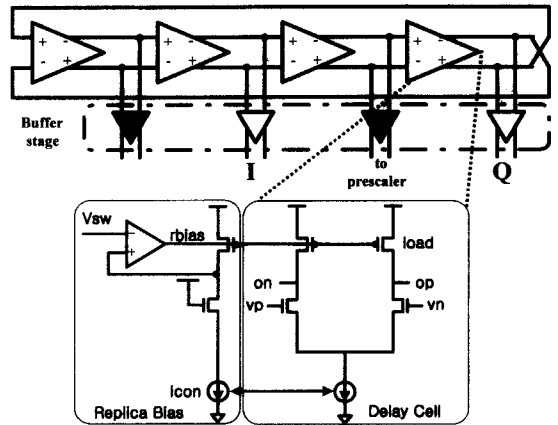 + - + - + - + -
- + - + - + - +
Buffer
stage
I
to
prescaler
Q
Vsw
rbias
load
on
op
vp
vn
Icon
Replica Bias
Delay Cell